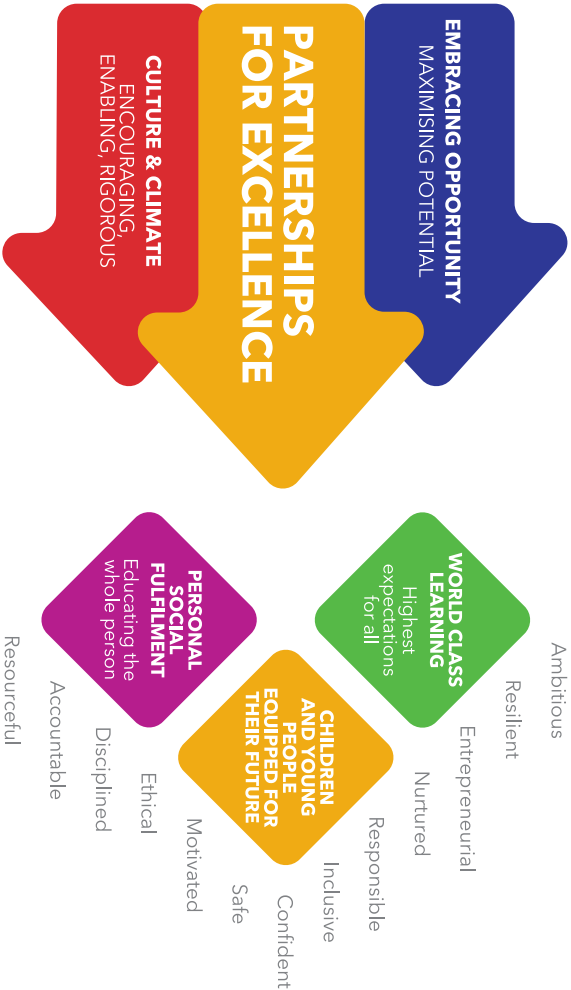 EMBRACING OPPORTUNITY
MAXIMISING POTENTIAL
PARTNERSHIPS
FOR EXCELLENCE
CULTURE & CLIMATE
ENCOURAGING,
ENABLING, RIGOROUS
WORLD CLASS
LEARNING
Highest
expectations
for all
CHILDREN
AND YOUNG
PEOPLE
EQUIPPED FOR
THEIR FUTURE
PERSONAL
SOCIAL
FULFILMENT
Educating the
whole person
Ambitious
Resilient
Entrepreneurial
Nurtured
Responsible
Inclusive
Confident
Safe
Motivated
Ethical
Disciplined
Accountable
Resourceful